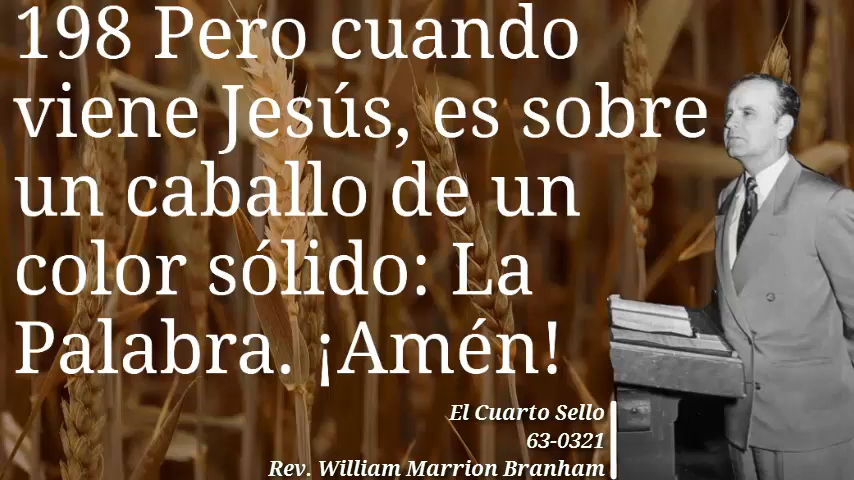 198 Pero cuando
viene Jesús, es sobre
un caballo de un
color sólido: La
Palabra. ¡Amén!
El Cuarto Sello
63-0321
Rev. William Marrion Branham